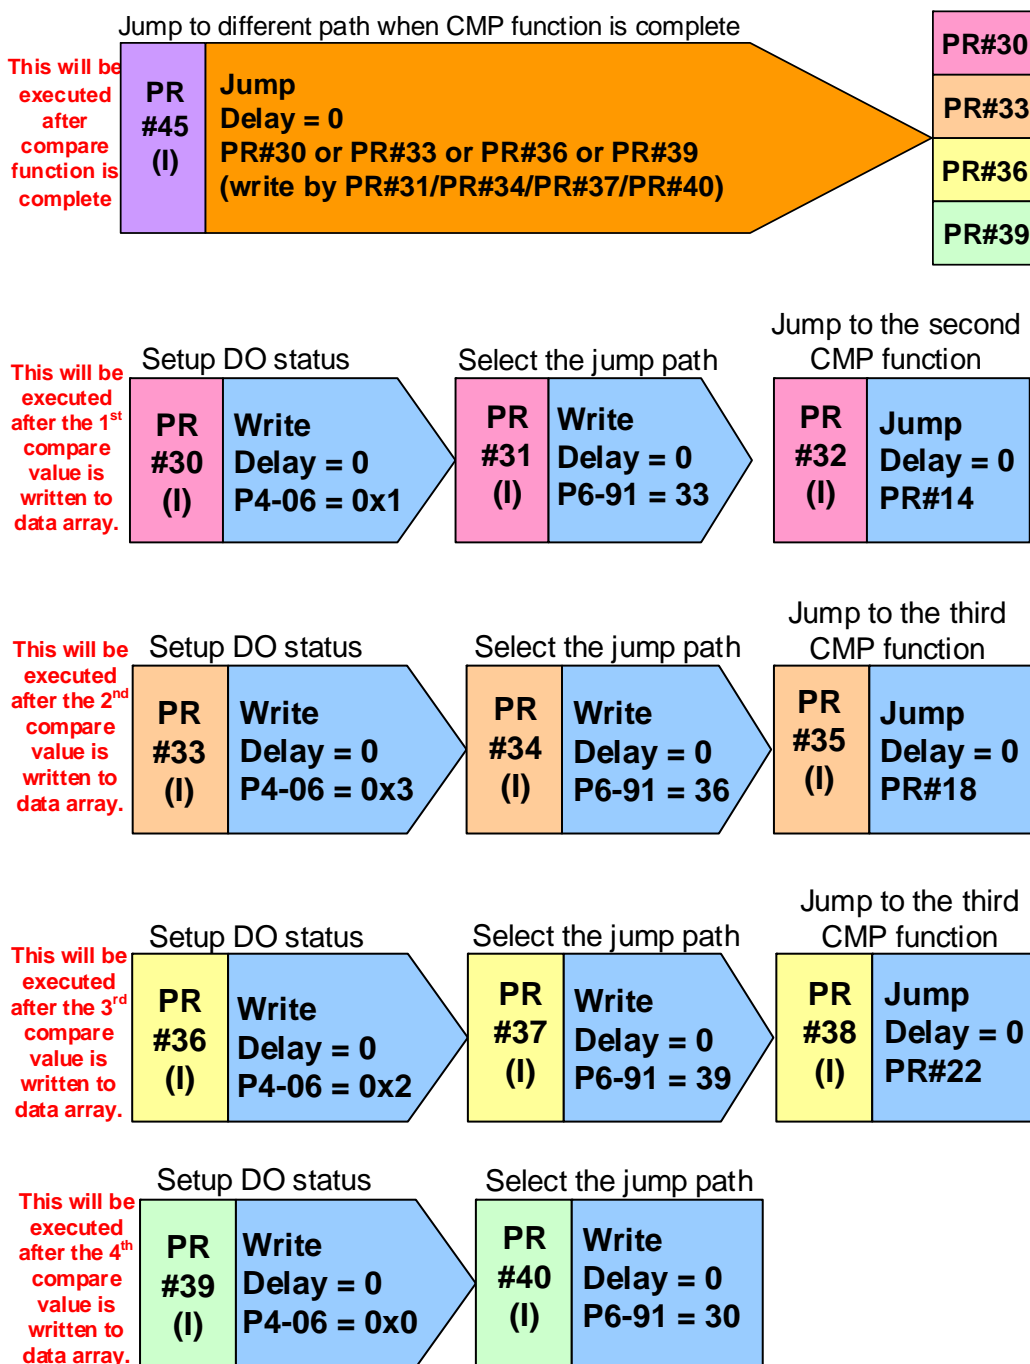 Jump to different path when CMP function is complete
This will be
executed
after
compare
function is
complete
PR
#45
(I)
Jump
Delay = 0
PR#30 or PR#33 or PR#36 or PR#39
(write by PR#31/PR#34/PR#37/PR#40)
PR#30
PR#33
PR#36
PR#39
This will be
executed
after the 1st
compare
value is
written to
data array.
Setup DO status
PR
#30
(I)
Write
Delay = 0
P4-06 = 0x1
Select the jump path
PR
#31
(I)
Write
Delay = 0
P6-91 = 33
Jump to the second
CMP function
PR
#32
(I)
Jump
Delay = 0
PR#14
This will be
executed
after the 2nd
compare
value is
written to
data array.
Setup DO status
PR
#33
(I)
Write
Delay = 0
P4-06 = 0x3
Select the jump path
PR
#34
(I)
Write
Delay = 0
P6-91 = 36
Jump to the third
CMP function
PR
#35
(I)
Jump
Delay = 0
PR#18
This will be
executed
after the 3rd
compare
value is
written to
data array.
Setup DO status
PR
#36
(I)
Write
Delay = 0
P4-06 = 0x2
Select the jump path
PR
#37
(I)
Write
Delay = 0
P6-91 = 39
Jump to the third
CMP function
PR
#38
(I)
Jump
Delay = 0
PR#22
This will be
executed
after the 4th
compare
value is
written to
data array.
Setup DO status
PR
#39
(I)
Write
Delay = 0
P4-06 = 0x0
Select the jump path
PR
#40
(I)
Write
Delay = 0
P6-91 = 30